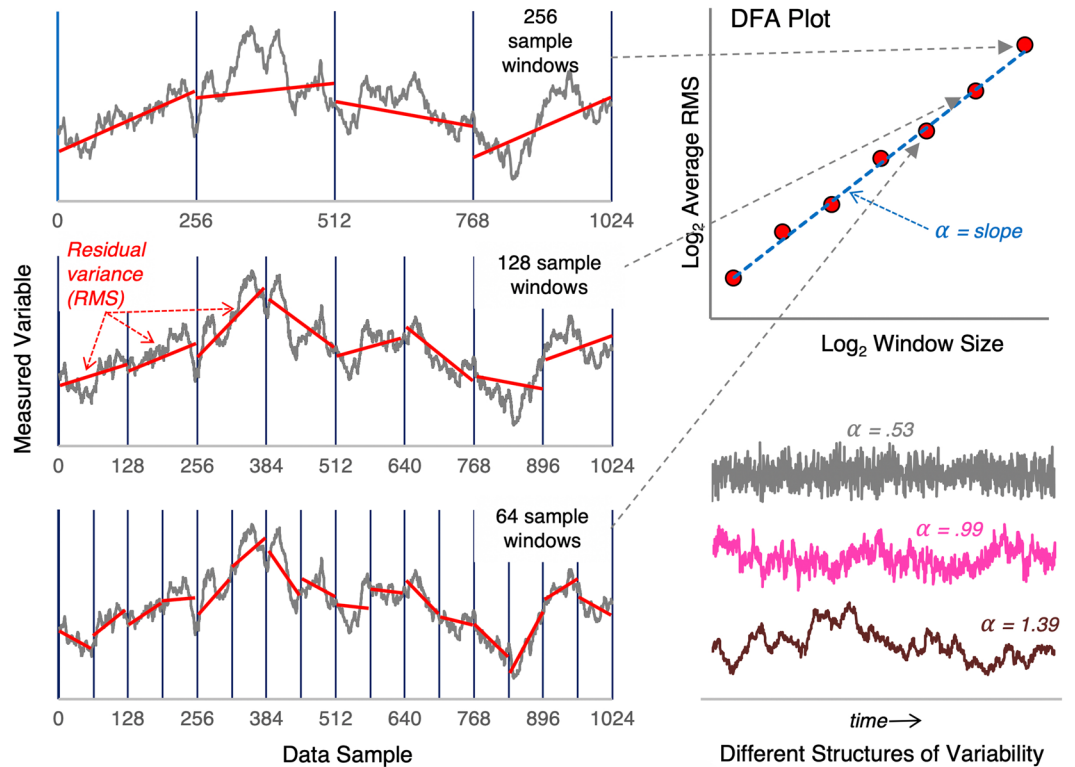 256
sample
windows
0
256
512
768
1024
Residual
variance
(RMS)
128 sample
windows
0
128
256
384
512
640
768
896
1024
Measured Variable
64 sample
windows
0
128
256
384
512
640
768
896
1024
Data Sample
DFA Plot
Log₂ Average RMS
α = slope
Log₂ Window Size
α = .53
α = .99
α = 1.39
time
Different Structures of Variability